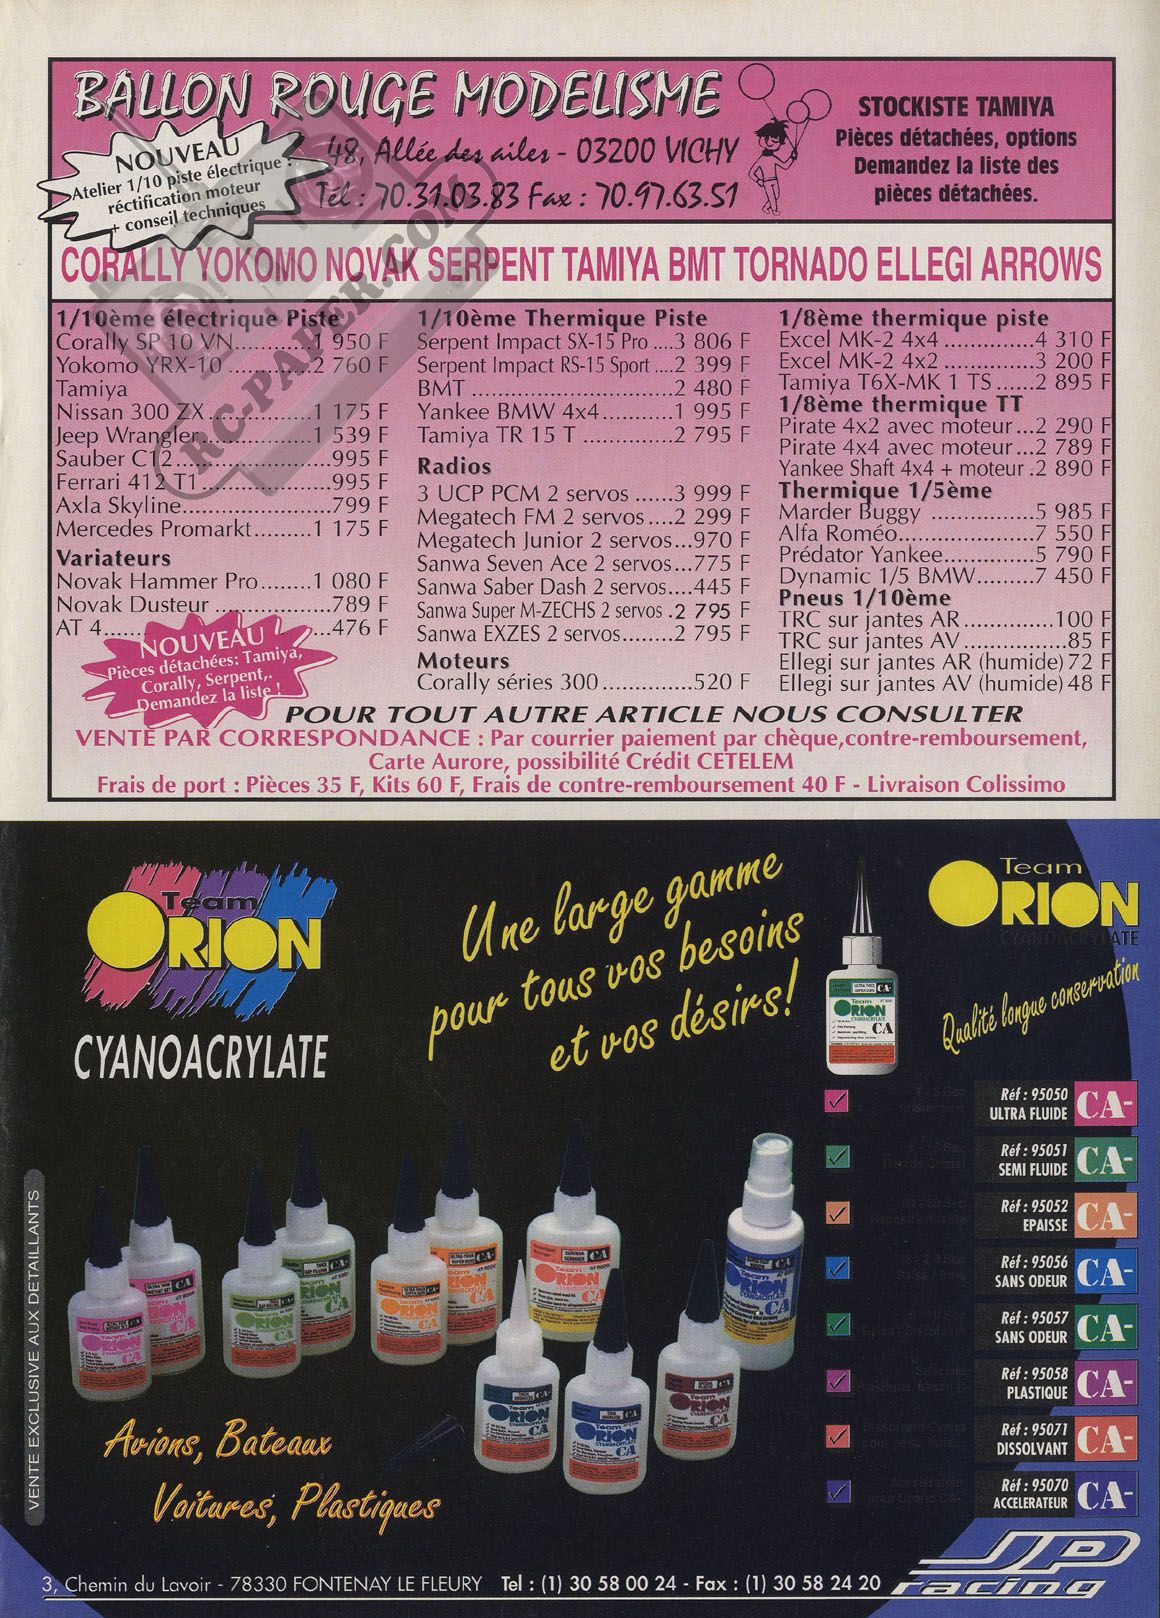 BALLON ROUGE MODELISME
48, Allée des ailes - 03200 VICHY
Tél : 70.31.03.83 Fax : 70.97.63.51
NOUVEAU
Atelier 1/10 piste électrique :
réctification moteur
+ conseil techniques
STOCKISTE TAMIYA
Pièces détachées, options
Demandez la liste des
pièces détachées.
CORALLY YOKOMO NOVAK SERPENT TAMIYA BMT TORNADO ELLEGI ARROWS
1/10ème électrique Piste
Corally SP 10 VN...........1 950 F
Yokomo YRX-10 ..........2 760 F
Tamiya
Nissan 300 ZX.............1 175 F
Jeep Wrangler..............1 539 F
Sauber C12....................995 F
Ferrari 412 T1................995 F
Axla Skyline...................799 F
Mercedes Promarkt.........1 175 F
Variateurs
Novak Hammer Pro.......1 080 F
Novak Dusteur ..............789 F
AT 4...............................476 F
NOUVEAU
Pièces détachées: Tamiya,
Corally, Serpent,.
Demandez la liste !
1/10ème Thermique Piste
Serpent Impact SX-15 Pro ....3 806 F
Serpent Impact RS-15 Sport....2 399 F
BMT ..........................2 480 F
Yankee BMW 4x4..........1 995 F
Tamiya TR 15 T ............2 795 F
Radios
3 UCP PCM 2 servos ......3 999 F
Megatech FM 2 servos....2 299 F
Megatech Junior 2 servos...970 F
Sanwa Seven Ace 2 servos...775 F
Sanwa Saber Dash 2 servos....445 F
Sanwa Super M-ZECHS 2 servos .2 795 F
Sanwa EXZES 2 servos.......2 795 F
Moteurs
Corally séries 300 .............520 F
1/8ème thermique piste
Excel MK-2 4x4 ..............4 310 F
Excel MK-2 4x2 ..............3 200 F
Tamiya T6X-MK 1 TS ......2 895 F
1/8ème thermique TT
Pirate 4x2 avec moteur...2 290 F
Pirate 4x4 avec moteur...2 789 F
Yankee Shaft 4x4 + moteur .2 890 F
Thermique 1/5ème
Marder Buggy ...............5 985 F
Alfa Roméo...................7 550 F
Prédator Yankee.............5 790 F
Dynamic 1/5 BMW.........7 450 F
Pneus 1/10ème
TRC sur jantes AR..............100 F
TRC sur jantes AV ................85 F
Ellegi sur jantes AR (humide) 72 F
Ellegi sur jantes AV (humide) 48 F
POUR TOUT AUTRE ARTICLE NOUS CONSULTER
VENTE PAR CORRESPONDANCE : Par courrier paiement par chèque,contre-remboursement,
Carte Aurore, possibilité Crédit CETELEM
Frais de port : Pièces 35 F, Kits 60 F, Frais de contre-remboursement 40 F - Livraison Colissimo
RC-PAPER.COM
Team
ORION
CYANOACRYLATE
Une large gamme
pour tous vos besoins
et vos désirs!
Team
ORION
CYANOACRYLATE
Qualité longue conservation
Réf : 95050
ULTRA FLUIDE
CA-
Réf : 95051
SEMI FLUIDE
CA-
Réf : 95052
EPAISSE
CA-
Réf : 95056
SANS ODEUR
CA-
Réf : 95057
SANS ODEUR
CA-
Réf : 95058
PLASTIQUE
CA-
Réf : 95071
DISSOLVANT
CA-
Réf : 95070
ACCELERATEUR
CA-
Avions, Bateaux
Voitures, Plastiques
VENTE EXCLUSIVE AUX DETAILLANTS
3, Chemin du Lavoir - 78330 FONTENAY LE FLEURY Tel : (1) 30 58 00 24 - Fax : (1) 30 58 24 20
JP racing